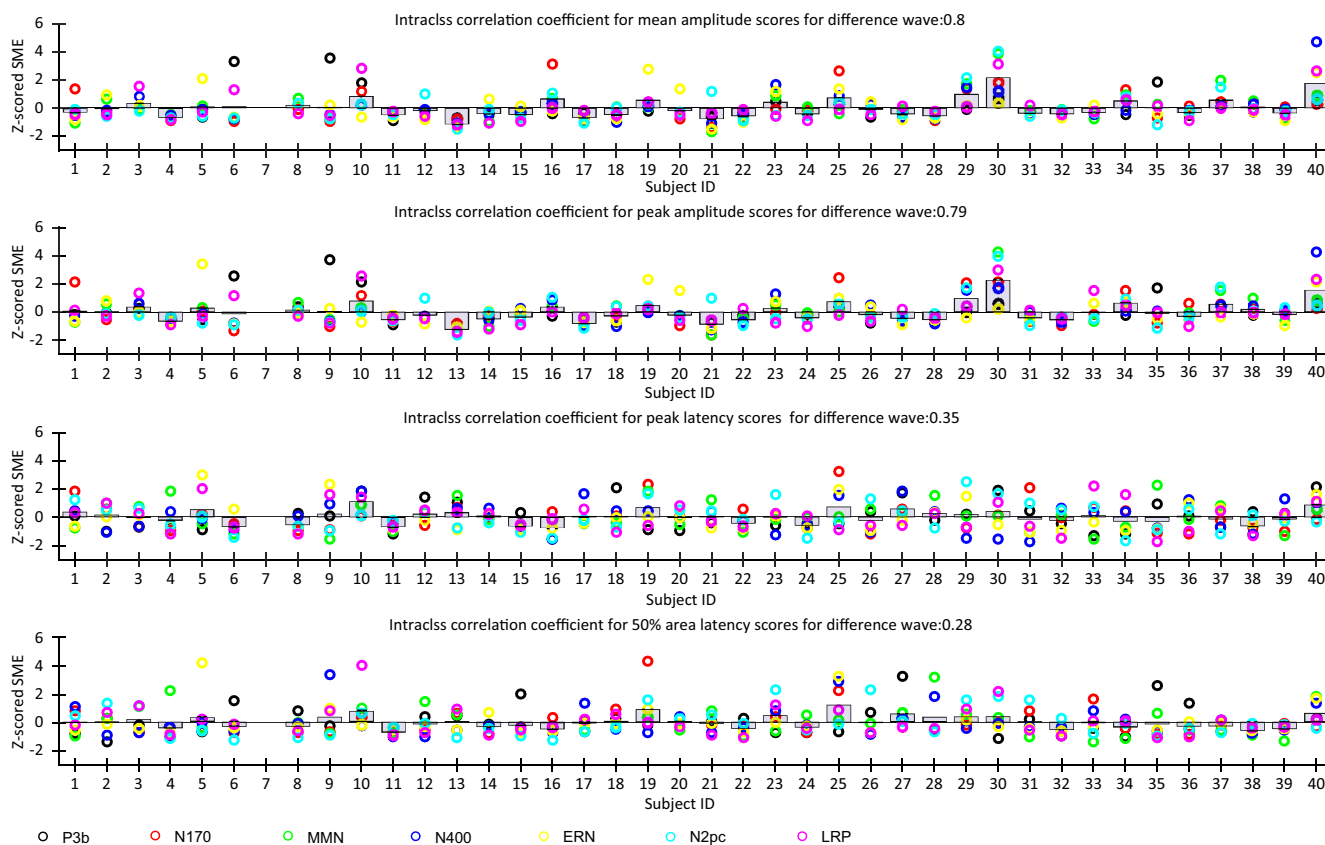 Intraclss correlation coefficient for mean amplitude scores for difference wave:0.8
Z-scored SME
6
4
2
0
-2
1 2 3 4 5 6 7 8 9 10 11 12 13 14 15 16 17 18 19 20 21 22 23 24 25 26 27 28 29 30 31 32 33 34 35 36 37 38 39 40
Subject ID
Intraclss correlation coefficient for peak amplitude scores for difference wave:0.79
Z-scored SME
6
4
2
0
-2
1 2 3 4 5 6 7 8 9 10 11 12 13 14 15 16 17 18 19 20 21 22 23 24 25 26 27 28 29 30 31 32 33 34 35 36 37 38 39 40
Subject ID
Intraclss correlation coefficient for peak latency scores for difference wave:0.35
Z-scored SME
6
4
2
0
-2
1 2 3 4 5 6 7 8 9 10 11 12 13 14 15 16 17 18 19 20 21 22 23 24 25 26 27 28 29 30 31 32 33 34 35 36 37 38 39 40
Subject ID
Intraclss correlation coefficient for 50% area latency scores for difference wave:0.28
Z-scored SME
6
4
2
0
-2
1 2 3 4 5 6 7 8 9 10 11 12 13 14 15 16 17 18 19 20 21 22 23 24 25 26 27 28 29 30 31 32 33 34 35 36 37 38 39 40
Subject ID
P3b N170 MMN N400 ERN N2pc LRP